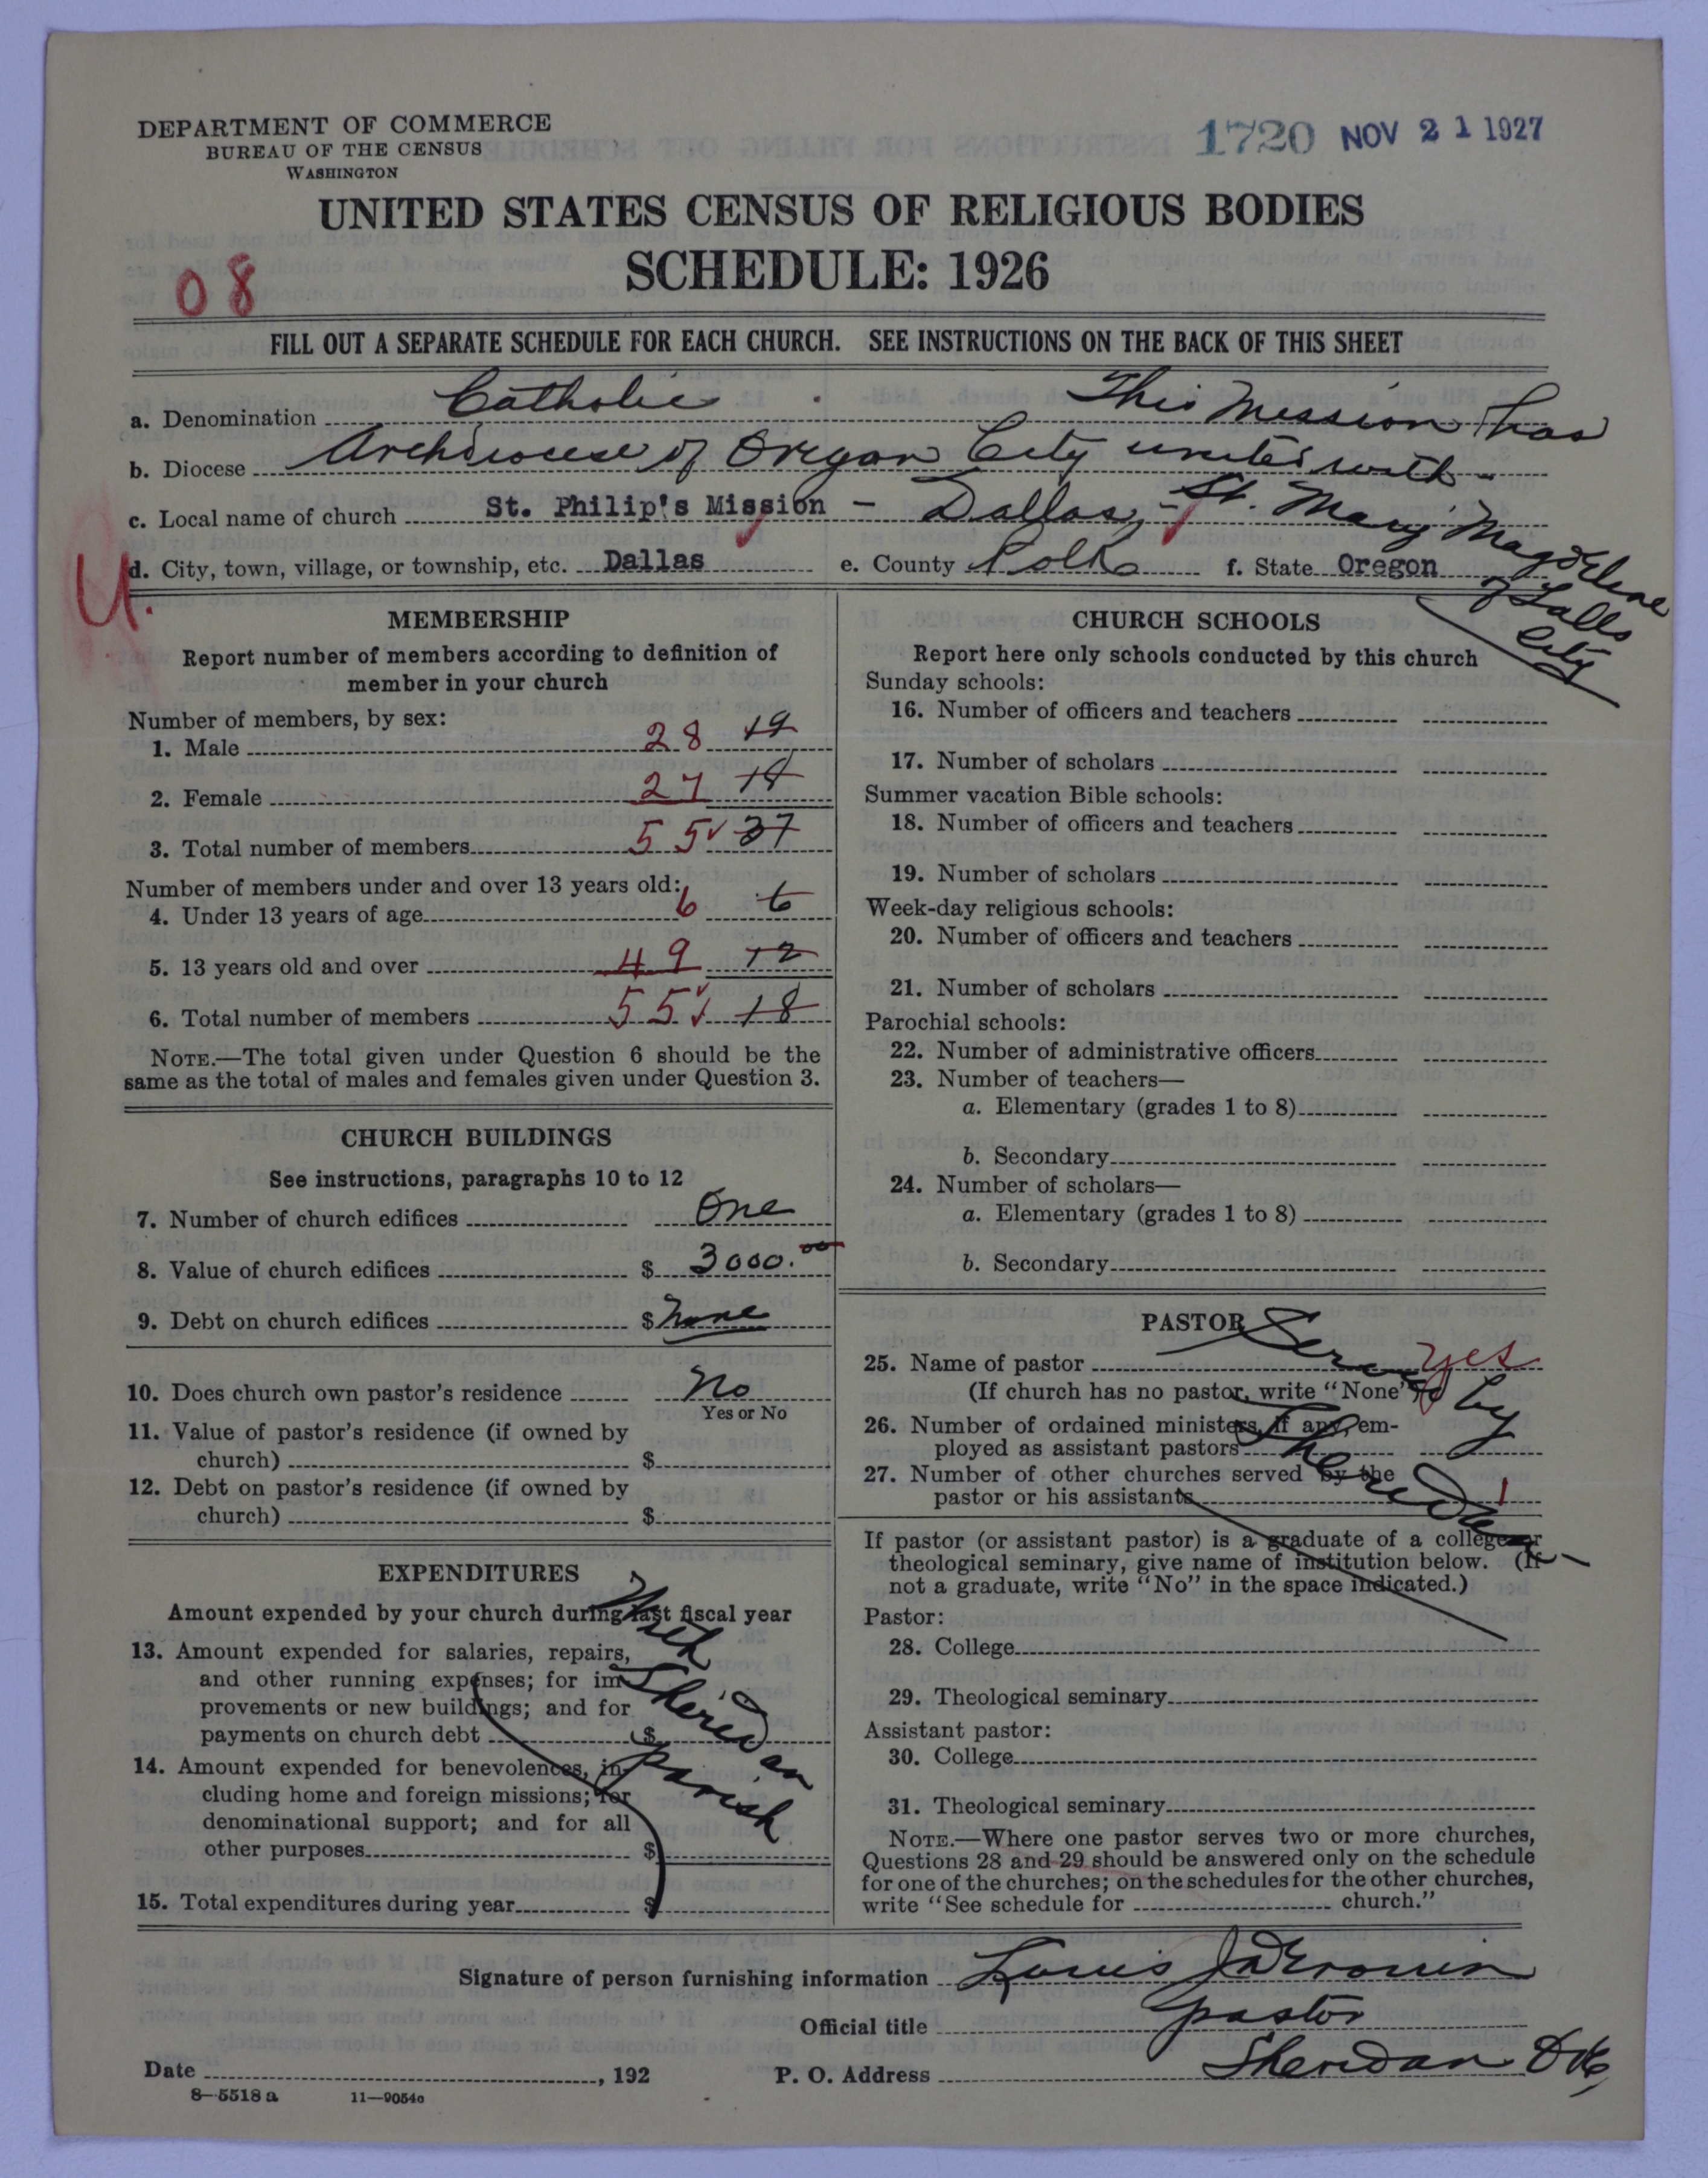 DEPARTMENT OF COMMERCE
BUREAU OF THE CENSUS
WASHINGTON
1720 NOV 21 1927
UNITED STATES CENSUS OF RELIGIOUS BODIES
SCHEDULE: 1926
08
FILL OUT A SEPARATE SCHEDULE FOR EACH CHURCH. SEE INSTRUCTIONS ON THE BACK OF THIS SHEET
a. Denomination Catholic. This Mission has
b. Diocese Archdiocese of Oregon City united with
c. Local name of church St. Philip's Mission - Dallas, - St. Mary Magdelene
d. City, town, village, or township, etc. Dallas e. County Polk f. State Oregon
of Falls
City
U.
MEMBERSHIP
Report number of members according to definition of
member in your church
Number of members, by sex:
1. Male 28 19
2. Female 27 18
3. Total number of members 55 37
Number of members under and over 13 years old:
4. Under 13 years of age 6 6
5. 13 years old and over 49 12
6. Total number of members 55 18
NOTE.—The total given under Question 6 should be the
same as the total of males and females given under Question 3.
CHURCH BUILDINGS
See instructions, paragraphs 10 to 12
7. Number of church edifices One
8. Value of church edifices $ 3000.00
9. Debt on church edifices $ None
10. Does church own pastor's residence No
Yes or No
11. Value of pastor's residence (if owned by
church) $
12. Debt on pastor's residence (if owned by
church) $
EXPENDITURES
Amount expended by your church during last fiscal year
13. Amount expended for salaries, repairs,
and other running expenses; for im-
provements or new buildings; and for
payments on church debt $
14. Amount expended for benevolences, in-
cluding home and foreign missions; for
denominational support; and for all
other purposes $
15. Total expenditures during year $
With
Sheridan
parish
CHURCH SCHOOLS
Report here only schools conducted by this church
Sunday schools:
16. Number of officers and teachers
17. Number of scholars
Summer vacation Bible schools:
18. Number of officers and teachers
19. Number of scholars
Week-day religious schools:
20. Number of officers and teachers
21. Number of scholars
Parochial schools:
22. Number of administrative officers
23. Number of teachers—
a. Elementary (grades 1 to 8)
b. Secondary
24. Number of scholars—
a. Elementary (grades 1 to 8)
b. Secondary
PASTOR
25. Name of pastor yes
(If church has no pastor, write "None")
26. Number of ordained ministers, if any, em-
ployed as assistant pastors
27. Number of other churches served by the
pastor or his assistants 1
Served by
Sheridan
If pastor (or assistant pastor) is a graduate of a college or
theological seminary, give name of institution below. (If
not a graduate, write "No" in the space indicated.)
Pastor:
28. College
29. Theological seminary
Assistant pastor:
30. College
31. Theological seminary
NOTE.—Where one pastor serves two or more churches,
Questions 28 and 29 should be answered only on the schedule
for one of the churches; on the schedules for the other churches,
write "See schedule for church."
Signature of person furnishing information Louis
Official title pastor
Date , 192 P. O. Address Sheridan Ore,
8—5518 a 11—9054a